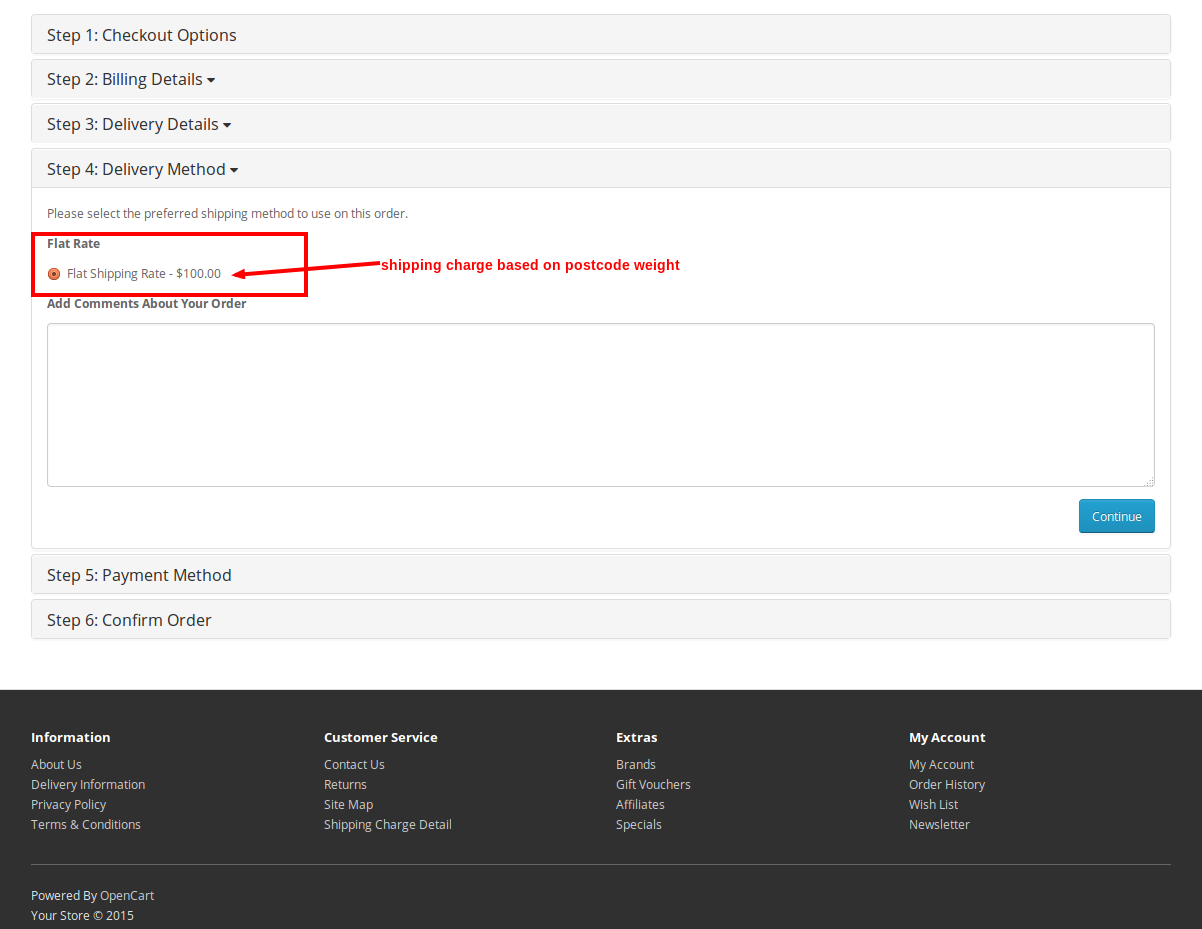 Step 1: Checkout Options
Step 2: Billing Details
Step 3: Delivery Details
Step 4: Delivery Method
Please select the preferred shipping method to use on this order.
Flat Rate
Flat Shipping Rate - $100.00
shipping charge based on postcode weight
Add Comments About Your Order
Continue
Step 5: Payment Method
Step 6: Confirm Order
Information
About Us
Delivery Information
Privacy Policy
Terms & Conditions
Customer Service
Contact Us
Returns
Site Map
Shipping Charge Detail
Extras
Brands
Gift Vouchers
Affiliates
Specials
My Account
My Account
Order History
Wish List
Newsletter
Powered By OpenCart
Your Store © 2015